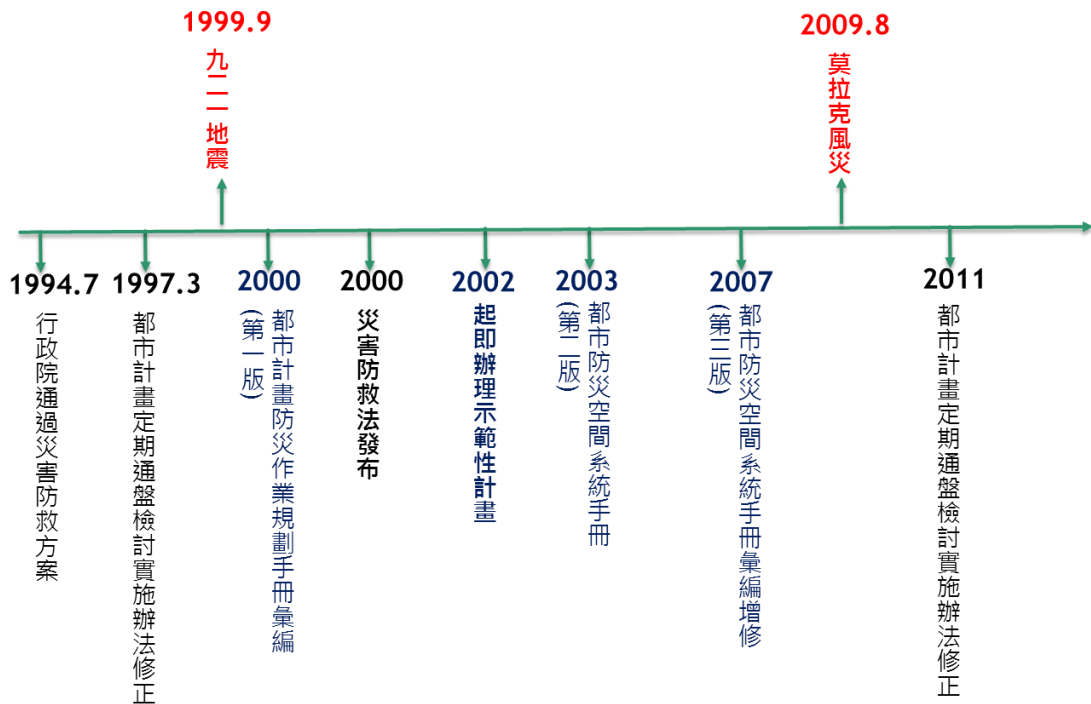 1999.9
九二一地震
2009.8
莫拉克風災
1994.7
行政院通過災害防救方案
1997.3
都市計畫定期通盤檢討實施辦法修正
2000
都市計畫防災作業規劃手冊彙編
(第一版)
2000
災害防救法發布
2002
起即辦理示範性計畫
2003
都市防災空間系統手冊
(第二版)
2007
都市防災空間系統手冊彙編增修
(第三版)
2011
都市計畫定期通盤檢討實施辦法修正